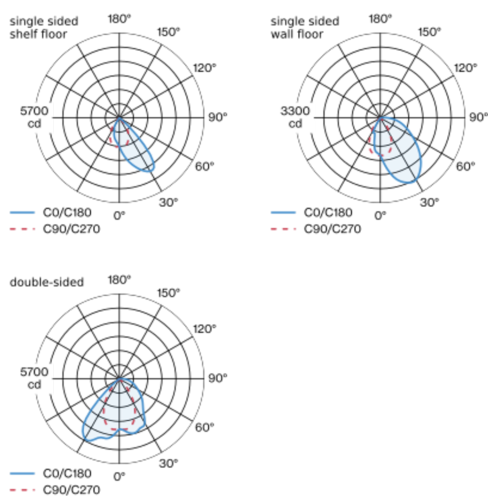 single sided
shelf floor
180°
150°
120°
5700
cd
90°
60°
30°
0°
C0/C180
C90/C270
single sided
wall floor
180°
150°
120°
3300
cd
90°
60°
30°
0°
C0/C180
C90/C270
double-sided
180°
150°
120°
5700
cd
90°
60°
30°
0°
C0/C180
C90/C270